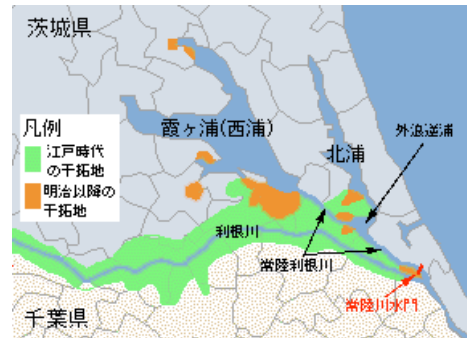 茨城県
凡例
江戸時代
の干拓地
明治以降の
干拓地
霞ヶ浦(西浦)
北浦
外浪逆浦
利根川
常陸利根川
常陸川水門
千葉県